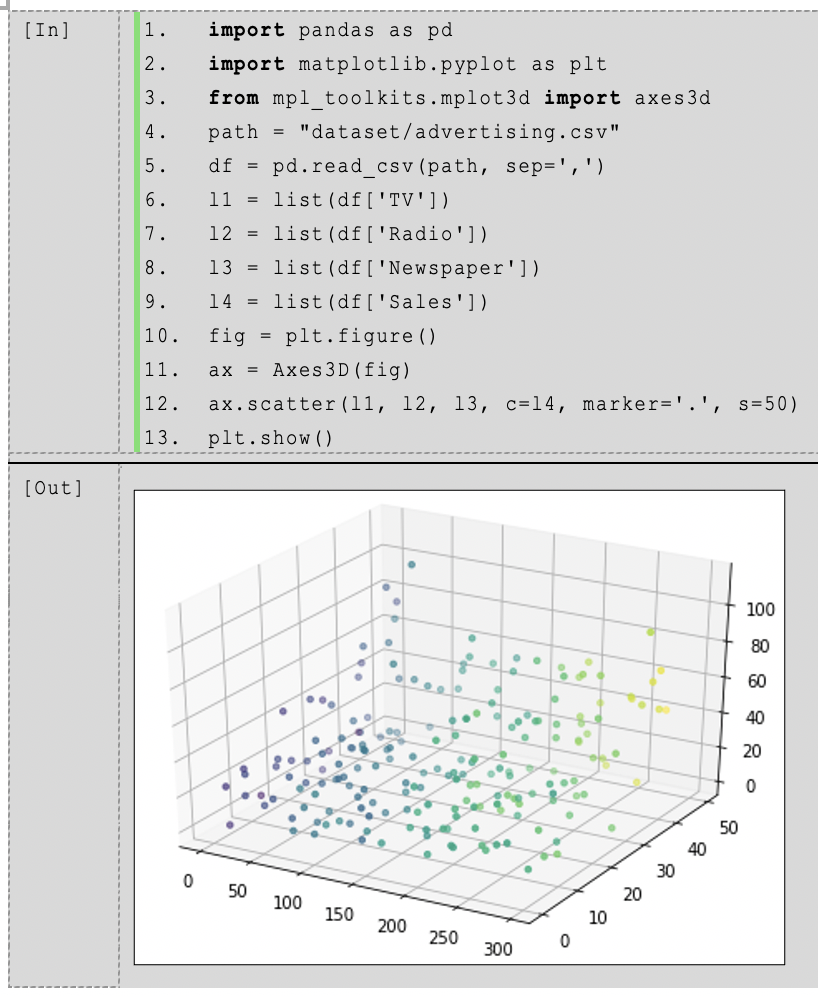 [In]
1. import pandas as pd
2. import matplotlib.pyplot as plt
3. from mpl_toolkits.mplot3d import axes3d
4. path = "dataset/advertising.csv"
5. df = pd.read_csv(path, sep=',')
6. l1 = list(df['TV'])
7. l2 = list(df['Radio'])
8. l3 = list(df['Newspaper'])
9. l4 = list(df['Sales'])
10. fig = plt.figure()
11. ax = Axes3D(fig)
12. ax.scatter(l1, l2, l3, c=l4, marker='.', s=50)
13. plt.show()
[Out]
100
80
60
40
20
0
50
40
30
20
10
0
0
50
100
150
200
250
300